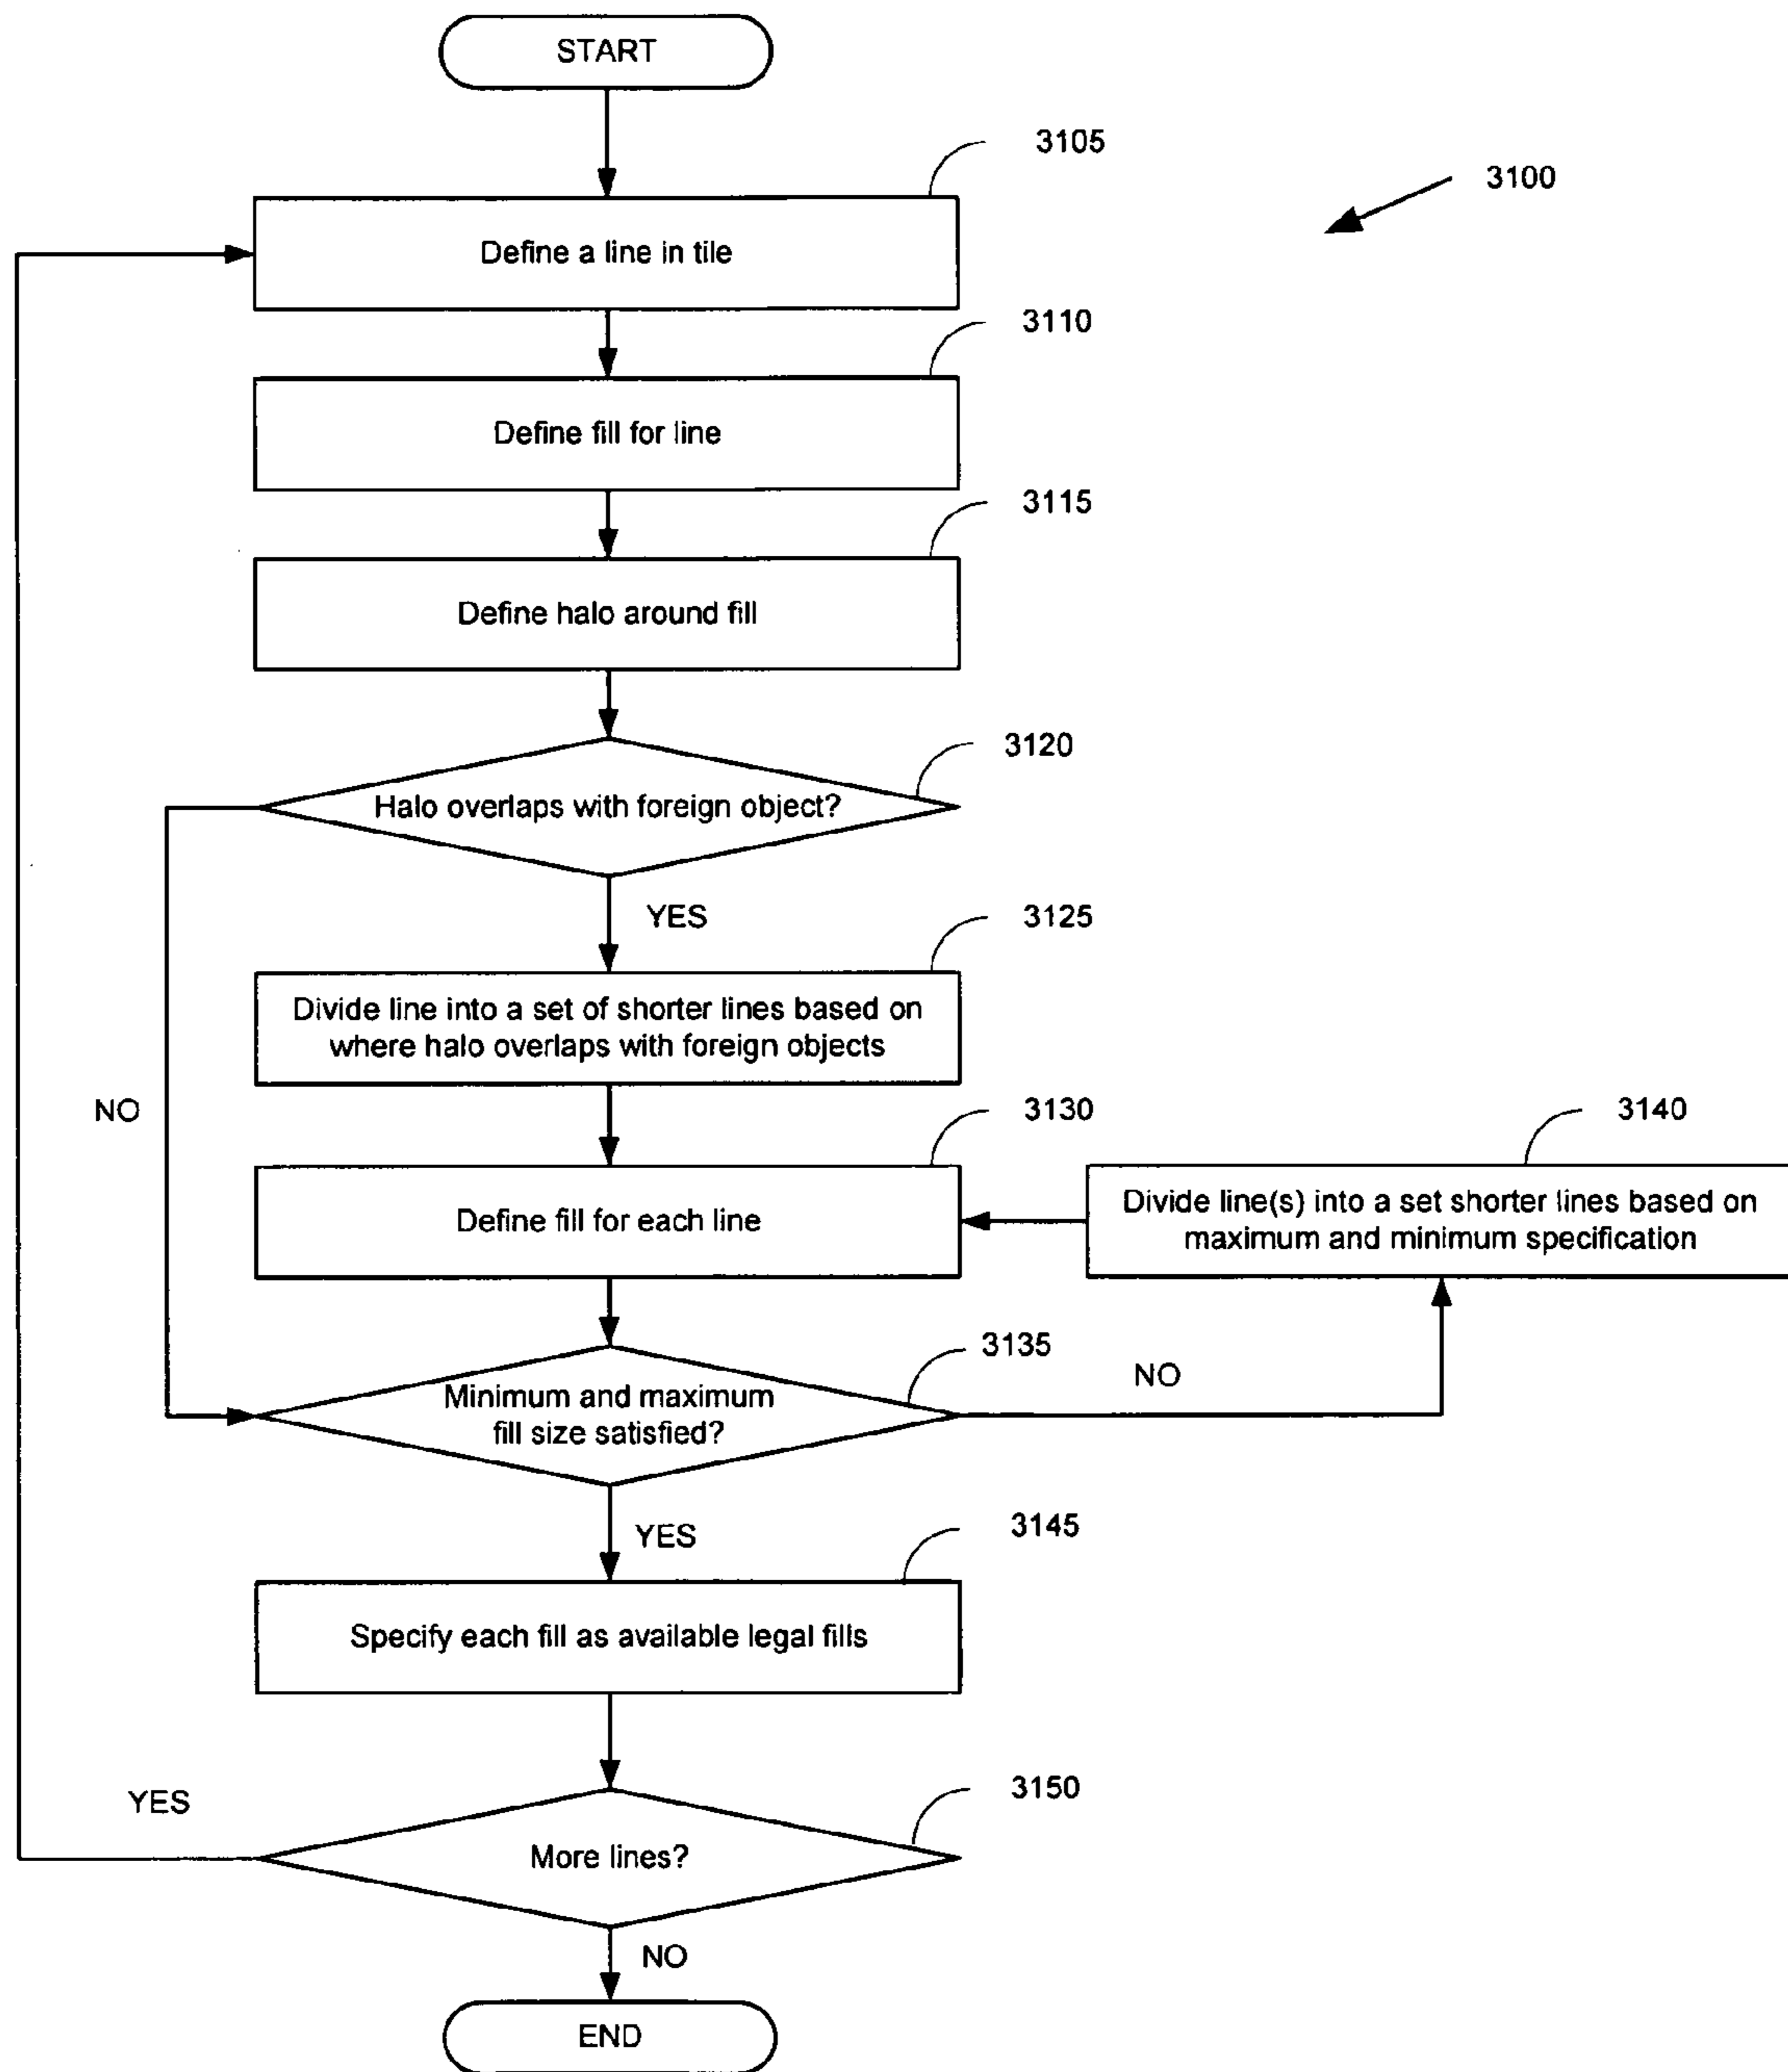 START
3105
3100
Define a line in tile
3110
Define fill for line
3115
Define halo around fill
3120
Halo overlaps with foreign object?
YES
3125
Divide line into a set of shorter lines based on
where halo overlaps with foreign objects
NO
3130
3140
Define fill for each line
Divide line(s) into a set shorter lines based on
maximum and minimum specification
3135
NO
Minimum and maximum
fill size satisfied?
YES
3145
Specify each fill as available legal fills
YES
3150
More lines?
NO
END